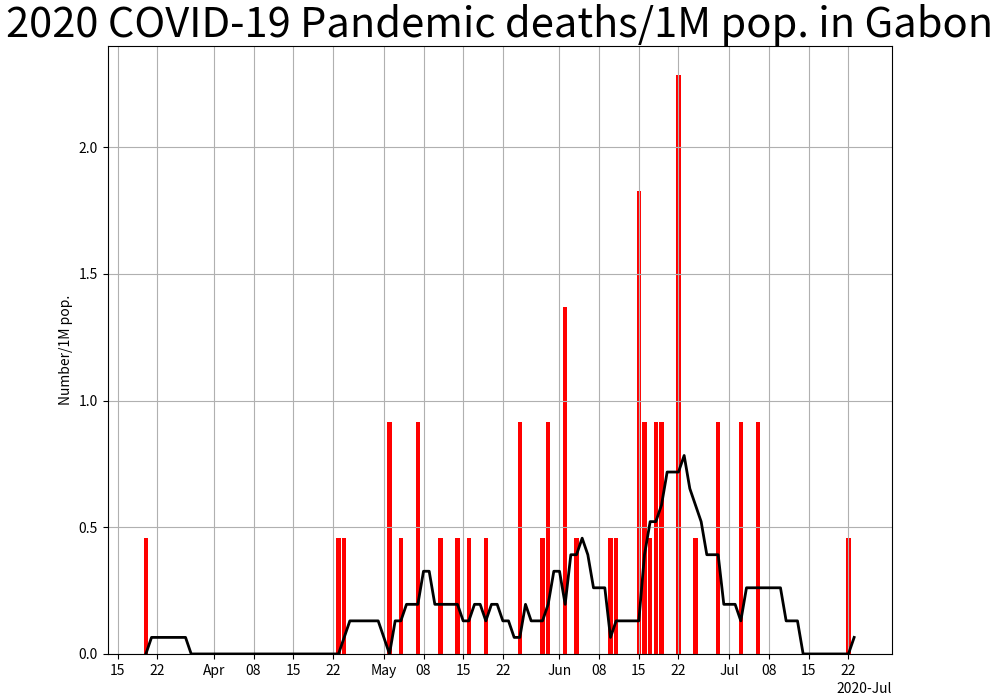 2020 COVID-19 Pandemic deaths/1M pop. in Gabon
Number/1M pop.
2.0
1.5
1.0
0.5
0.0
15 22 Apr 08 15 22 May 08 15 22 Jun 08 15 22 Jul 08 15 22
2020-Jul